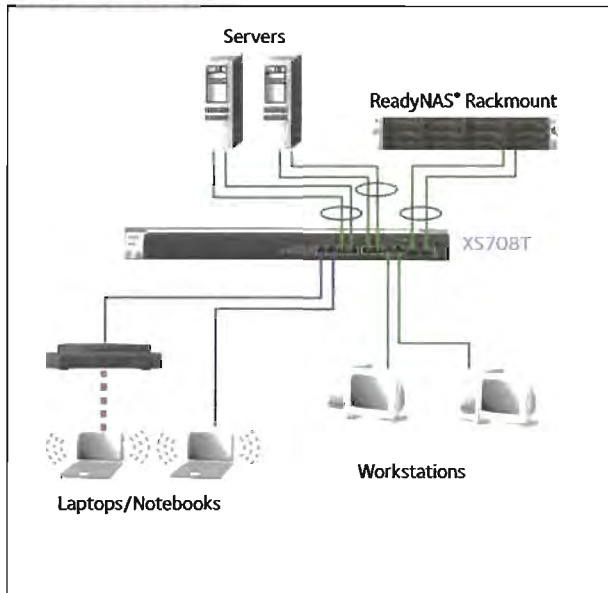 Servers
ReadyNAS® Rackmount
XS708T
Workstations
Laptops/Notebooks